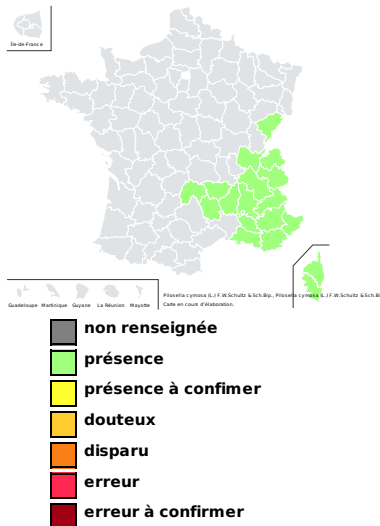 Île-de-France
Guadeloupe Martinique Guyane La Réunion Mayotte
Pilosella cymosa (L.) F.W.Schultz & Sch.Bip., Pilosella cymosa (L.) F.W.Schultz & Sch.Bi
Carte en cours d'élaboration.
non renseignée
présence
présence à confimer
douteux
disparu
erreur
erreur à confirmer